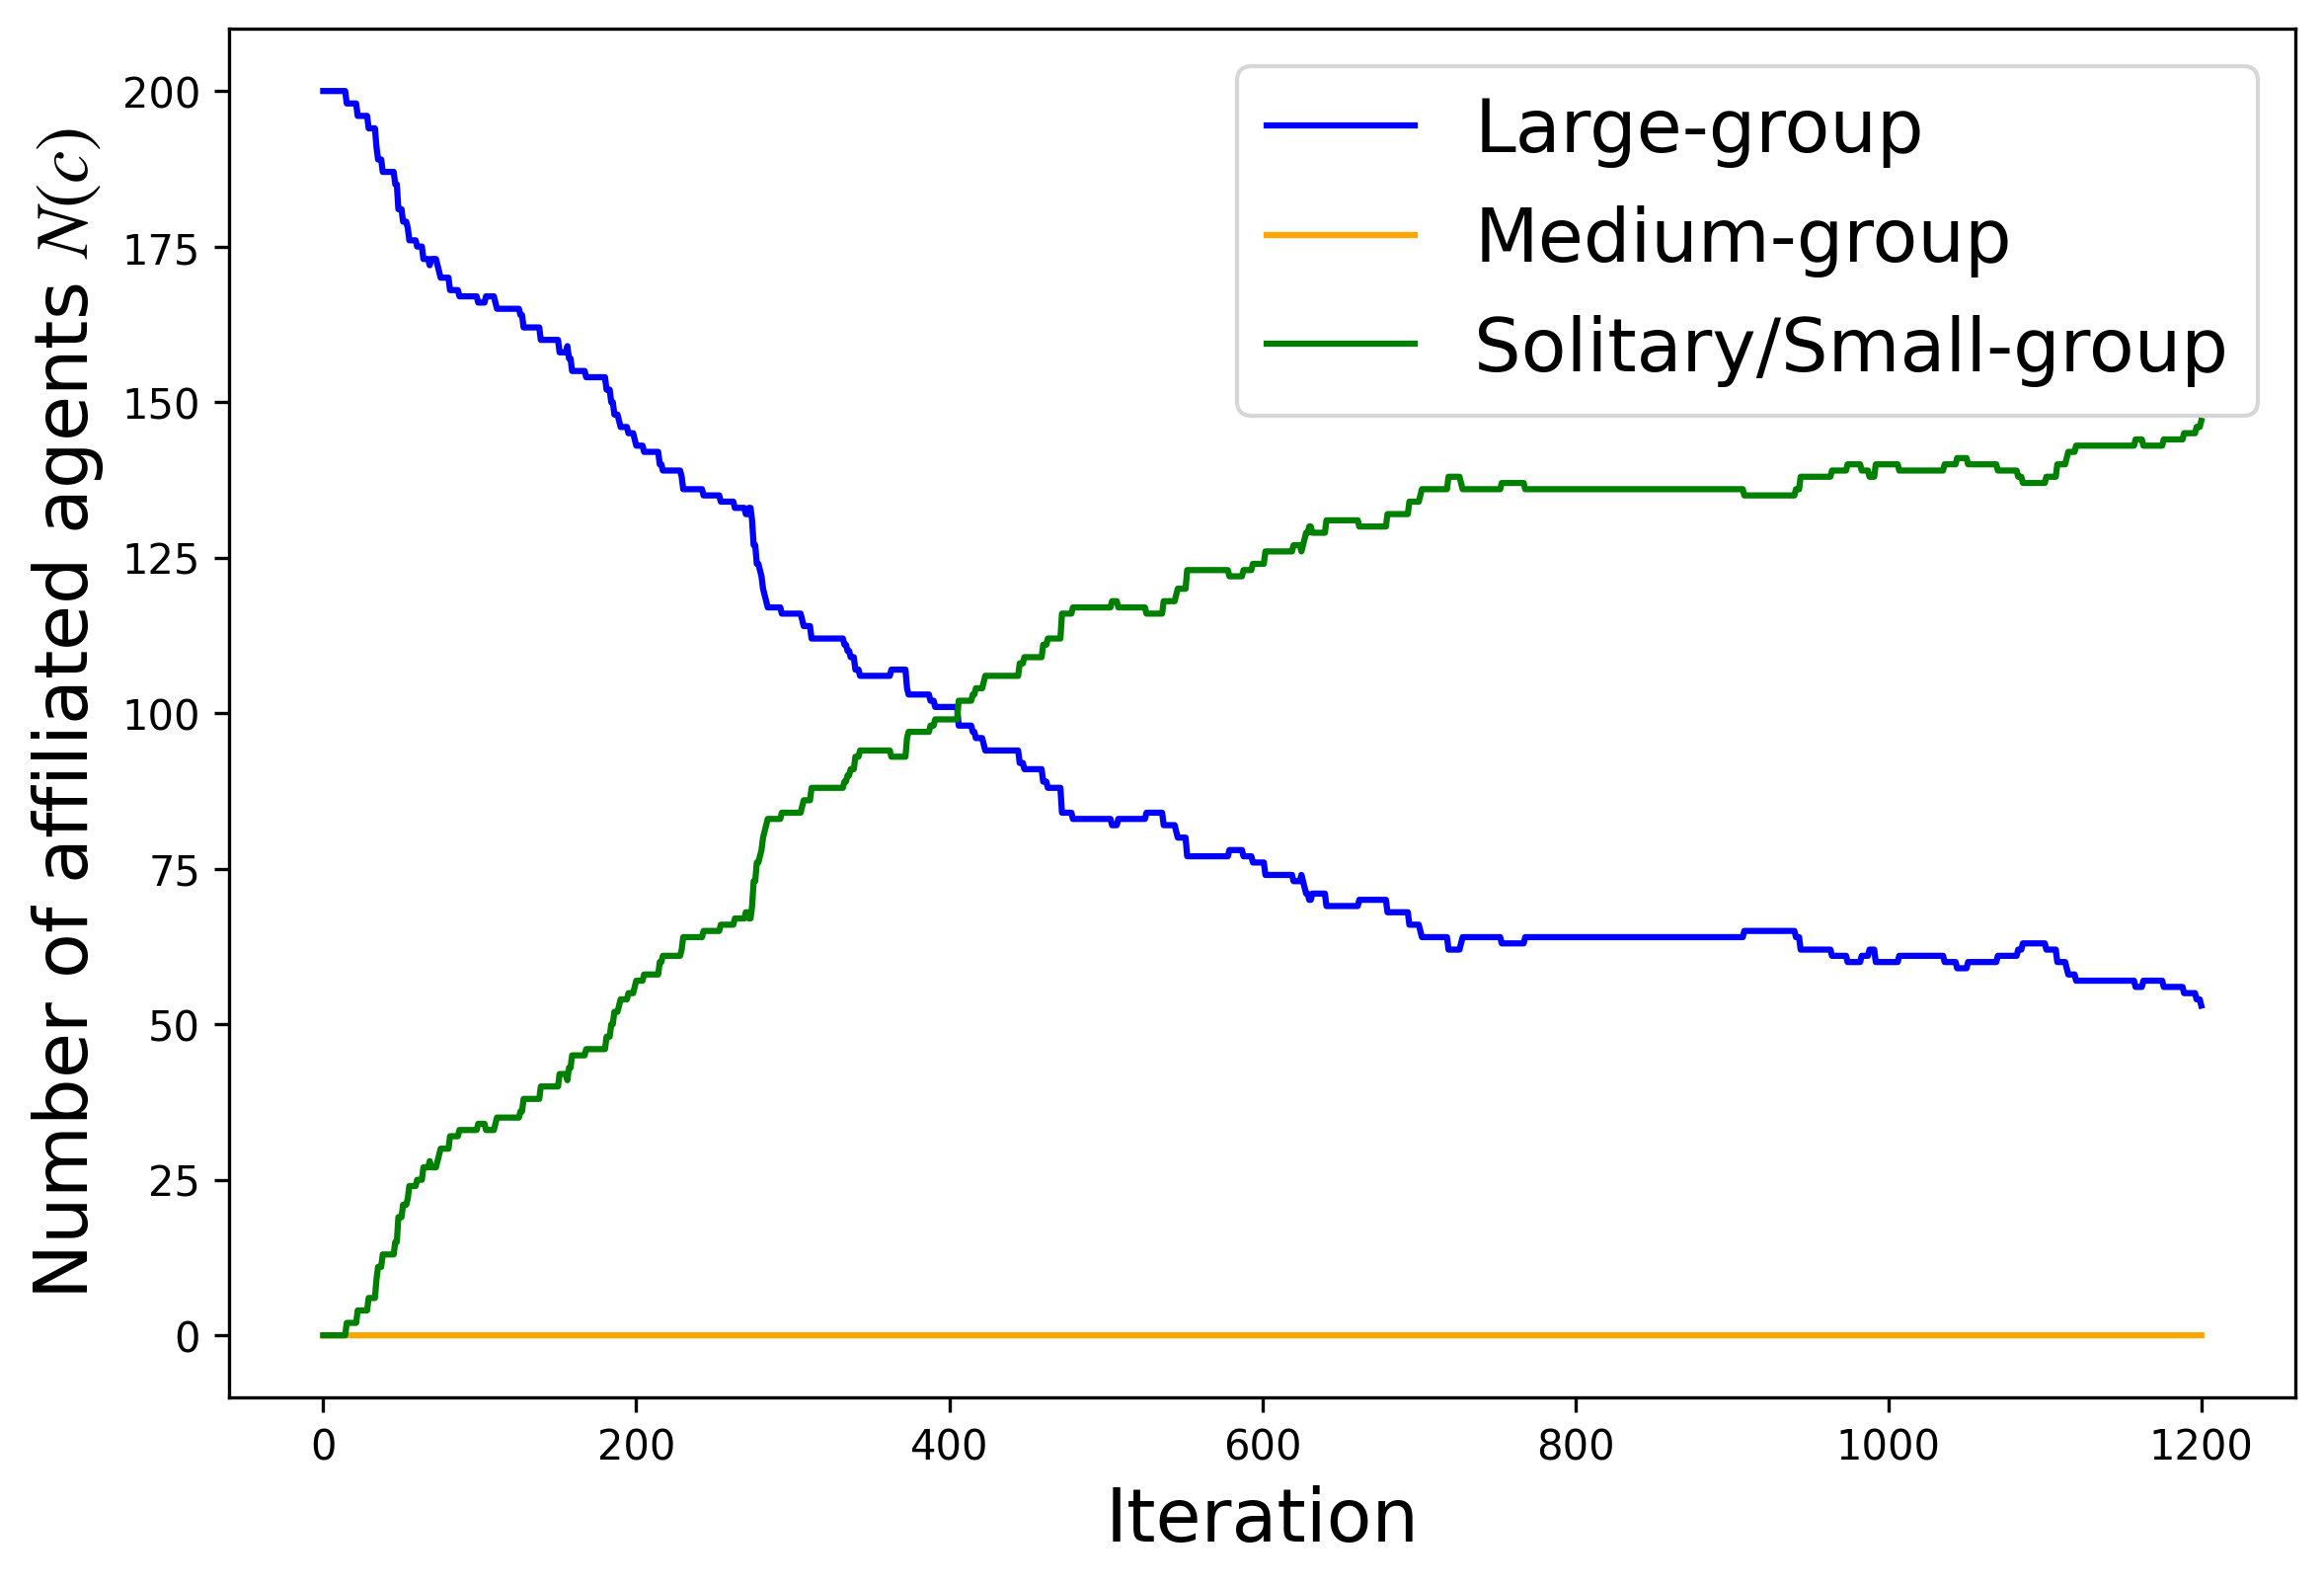 Number of affiliated agents N(c)
200
175
150
125
100
75
50
25
0
Large-group
Medium-group
Solitary/Small-group
0 200 400 600 800 1000 1200
Iteration